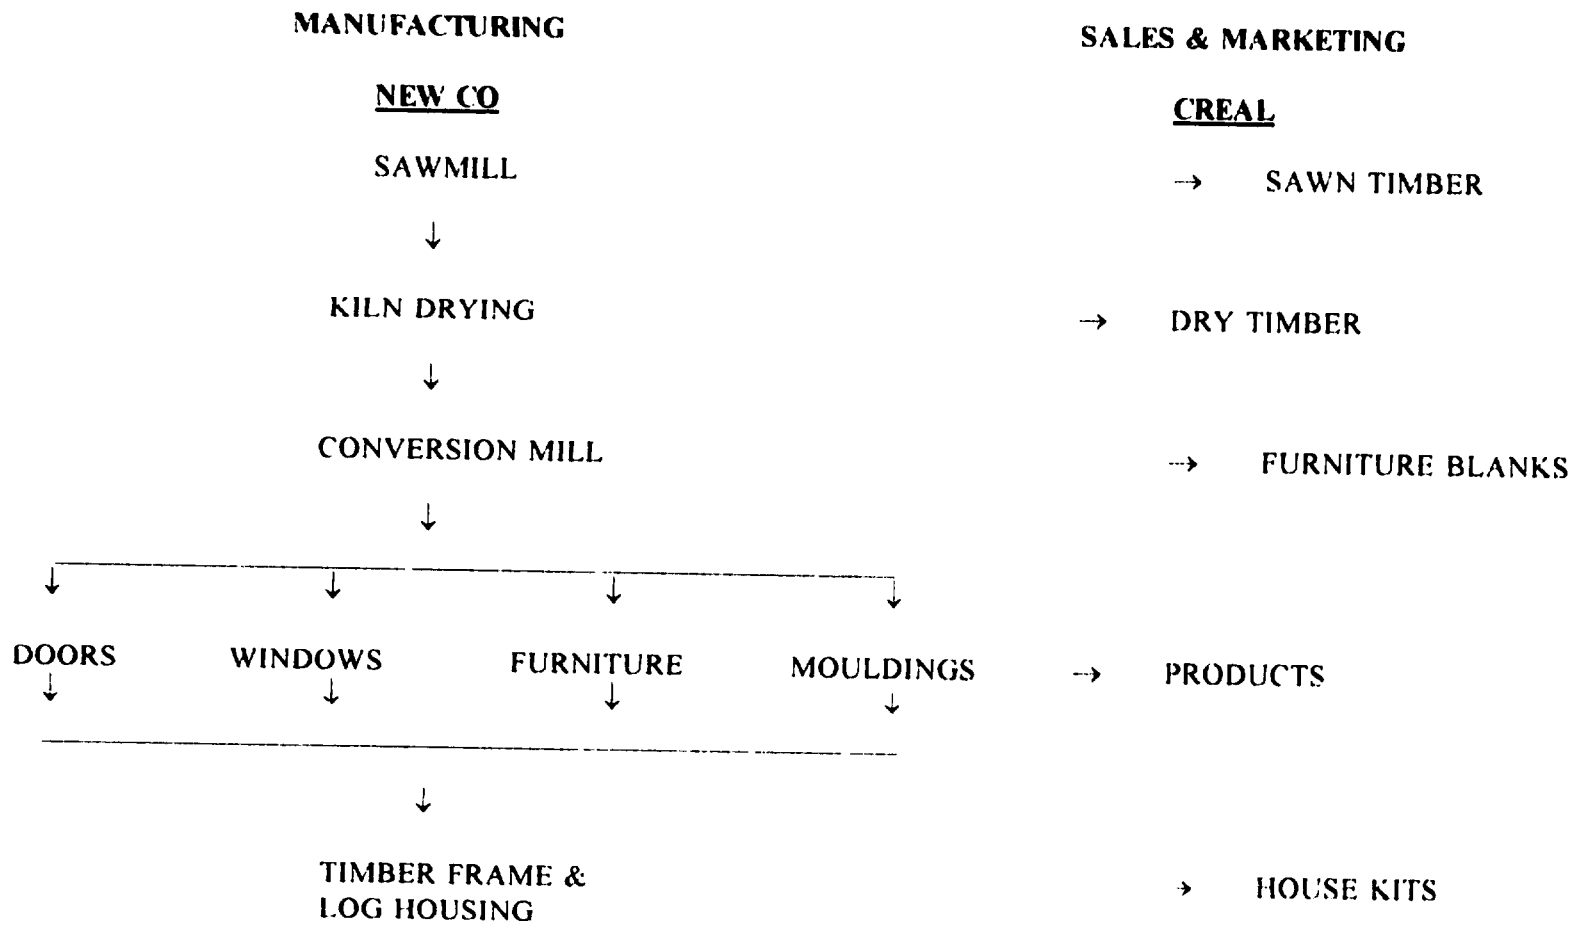 MANUFACTURING
SALES & MARKETING
NEW CO
CREAL
SAWMILL
→ SAWN TIMBER
↓
KILN DRYING
→ DRY TIMBER
↓
CONVERSION MILL
→ FURNITURE BLANKS
↓
↓ ↓ ↓ ↓
DOORS WINDOWS FURNITURE MOULDINGS → PRODUCTS
↓ ↓ ↓ ↓
↓
TIMBER FRAME &
LOG HOUSING
→ HOUSE KITS